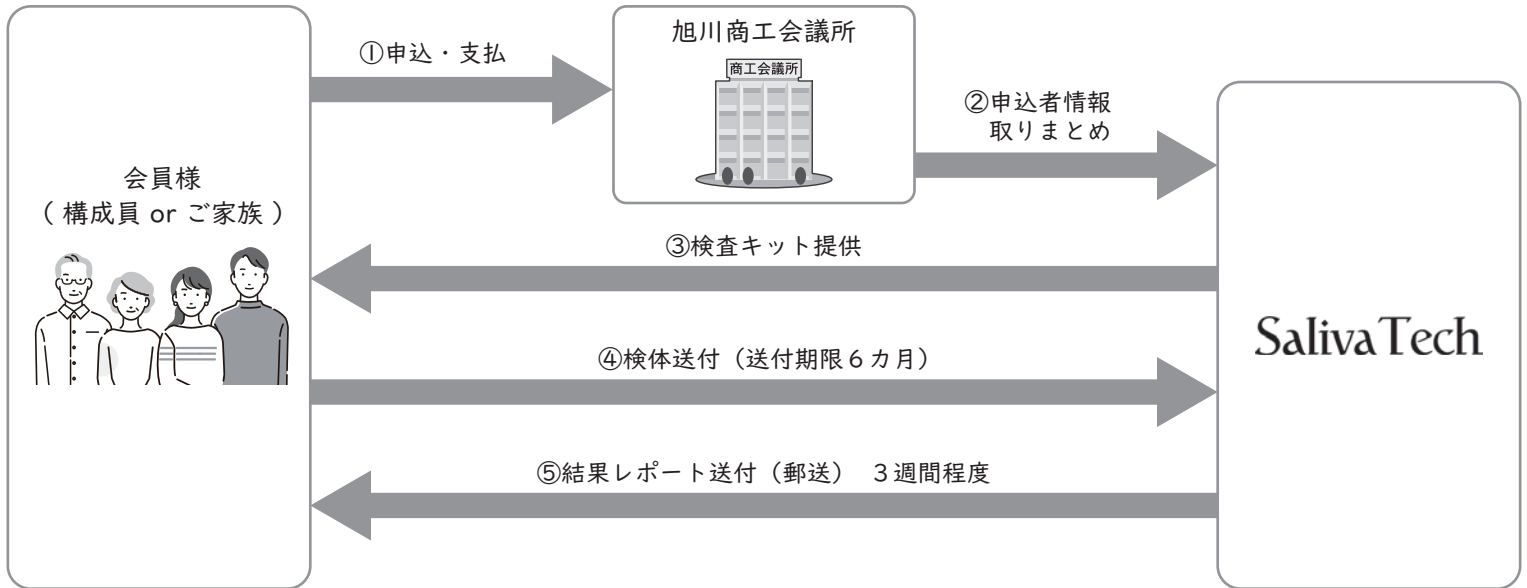 ①申込・支払
旭川商工会議所
商工会議所
②申込者情報
取りまとめ
会員様
( 構成員 or ご家族 )
③検査キット提供
SalivaTech
④検体送付（送付期限６カ月）
⑤結果レポート送付（郵送）　３週間程度